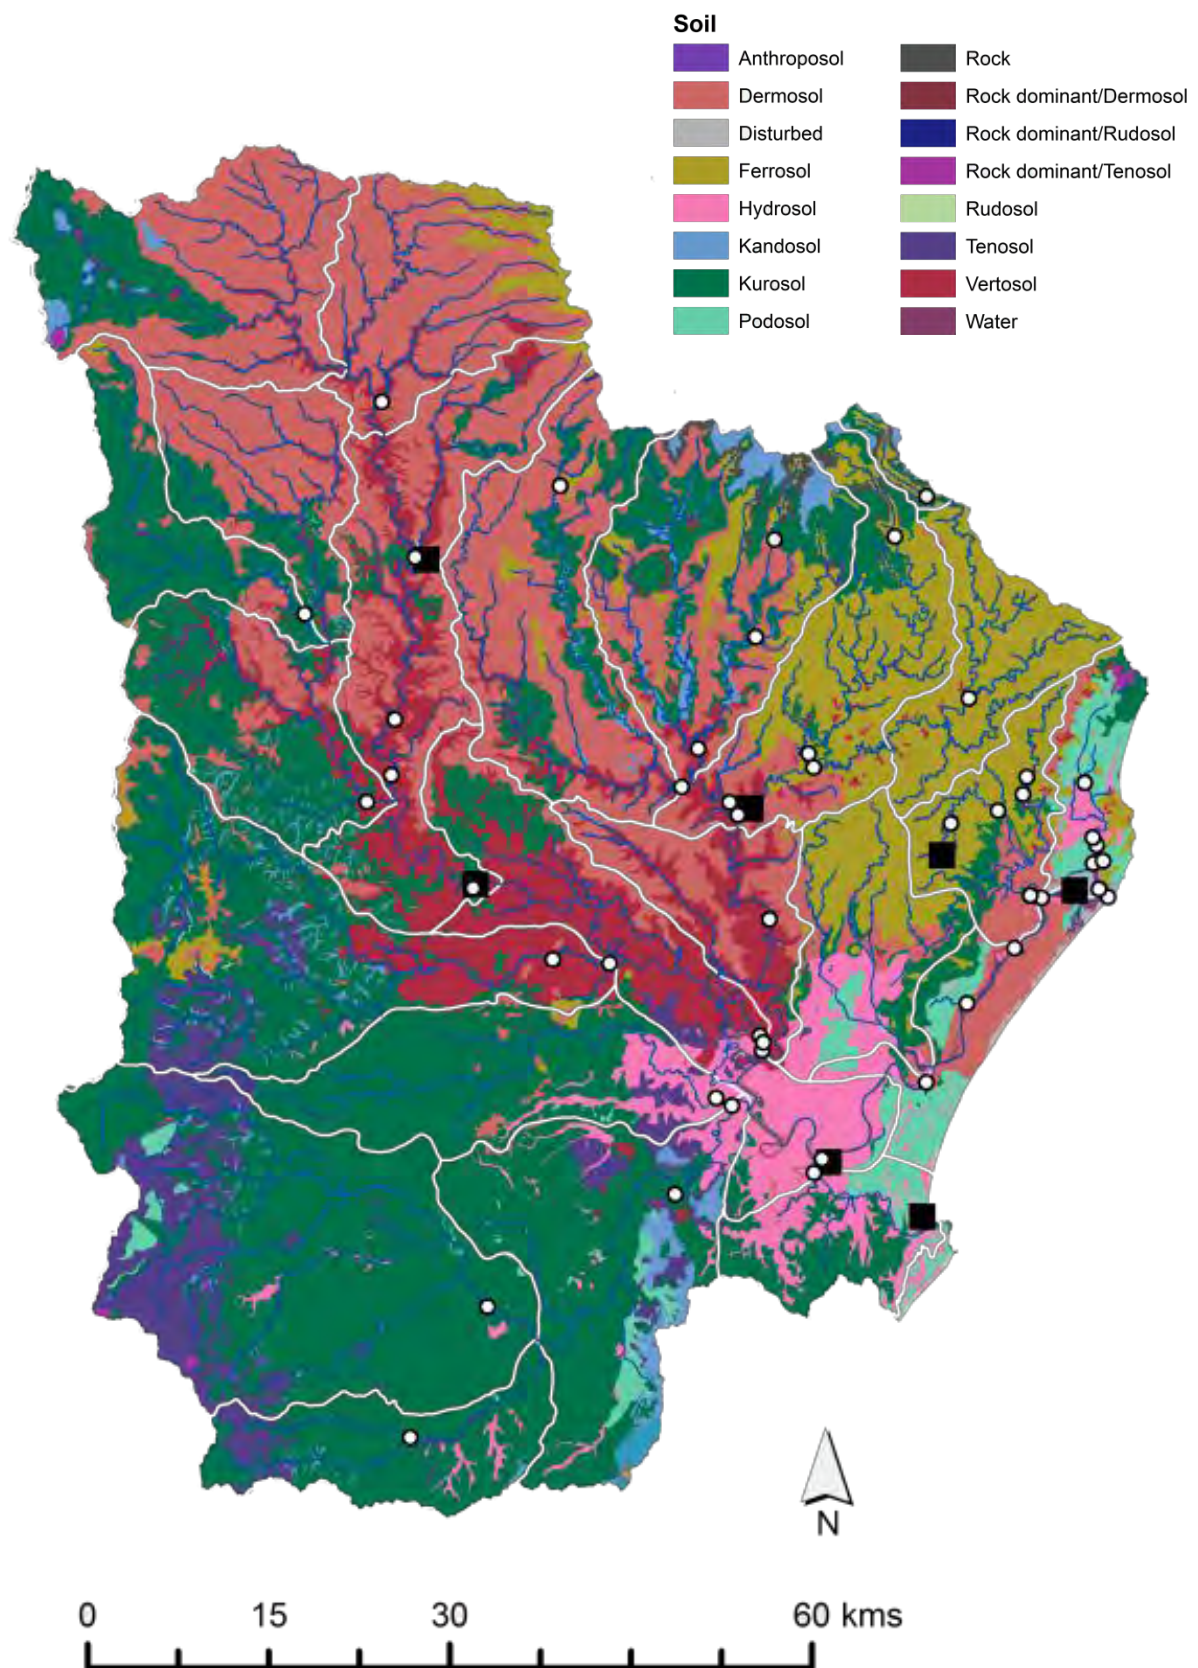 Soil
Anthroposol
Dermosol
Disturbed
Ferrosol
Hydrosol
Kandosol
Kurosol
Podosol
Rock
Rock dominant/Dermosol
Rock dominant/Rudosol
Rock dominant/Tenosol
Rudosol
Tenosol
Vertosol
Water
N
0 15 30 60 kms